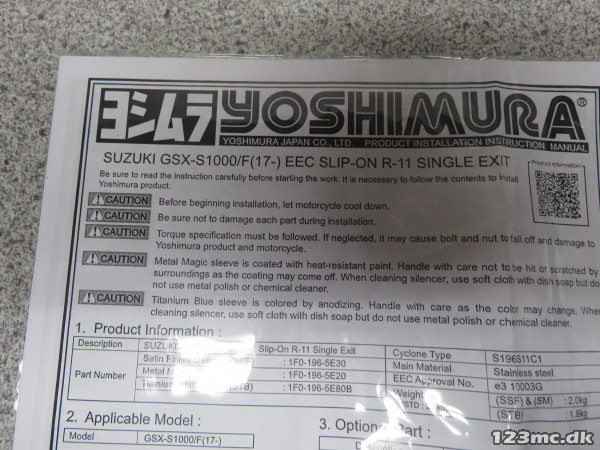 ヨシムラ YOSHIMURA®
YOSHIMURA JAPAN CO., LTD. PRODUCT INSTALLATION INSTRUCTION MANUAL
SUZUKI GSX-S1000/F(17-) EEC SLIP-ON R-11 SINGLE EXIT
Product Information
Be sure to read the instruction carefully before starting the work. It is necessary to follow the contents to install
Yoshimura product.
CAUTION Before beginning installation, let motorcycle cool down.
CAUTION Be sure not to damage each part during installation.
CAUTION Torque specification must be followed. If neglected, it may cause bolt and nut to fall off and damage to
Yoshimura product and motorcycle.
CAUTION Metal Magic sleeve is coated with heat-resistant paint. Handle with care not to be hit or scratched by
surroundings as the coating may come off. When cleaning silencer, use soft cloth with dish soap but do
not use metal polish or chemical cleaner.
CAUTION Titanium Blue sleeve is colored by anodizing. Handle with care as the color may change. When
cleaning silencer, use soft cloth with dish soap but do not use metal polish or chemical cleaner.
1. Product Information :
Description SUZUKI Slip-On R-11 Single Exit Cyclone Type S196511C1
Part Number Satin Finish : 1F0-196-5E30 Main Material Stainless steel
Metal : 1F0-196-5E20 EEC Approval No. e3 10003G
Titanium (STB) : 1F0-196-5E80B Weight (SSF) & (SM) : 2.0kg
(STB) : 1.8kg
2. Applicable Model :
Model GSX-S1000/F(17-)
3. Optional Part :
www.123mc.dk